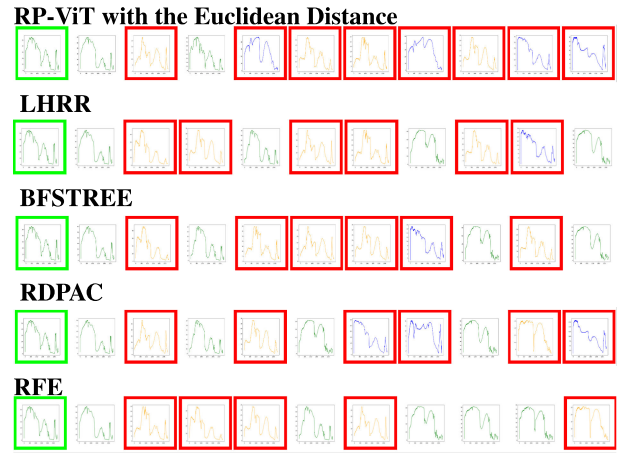 RP-ViT with the Euclidean Distance
LHRR
BFSTREE
RDPAC
RFE